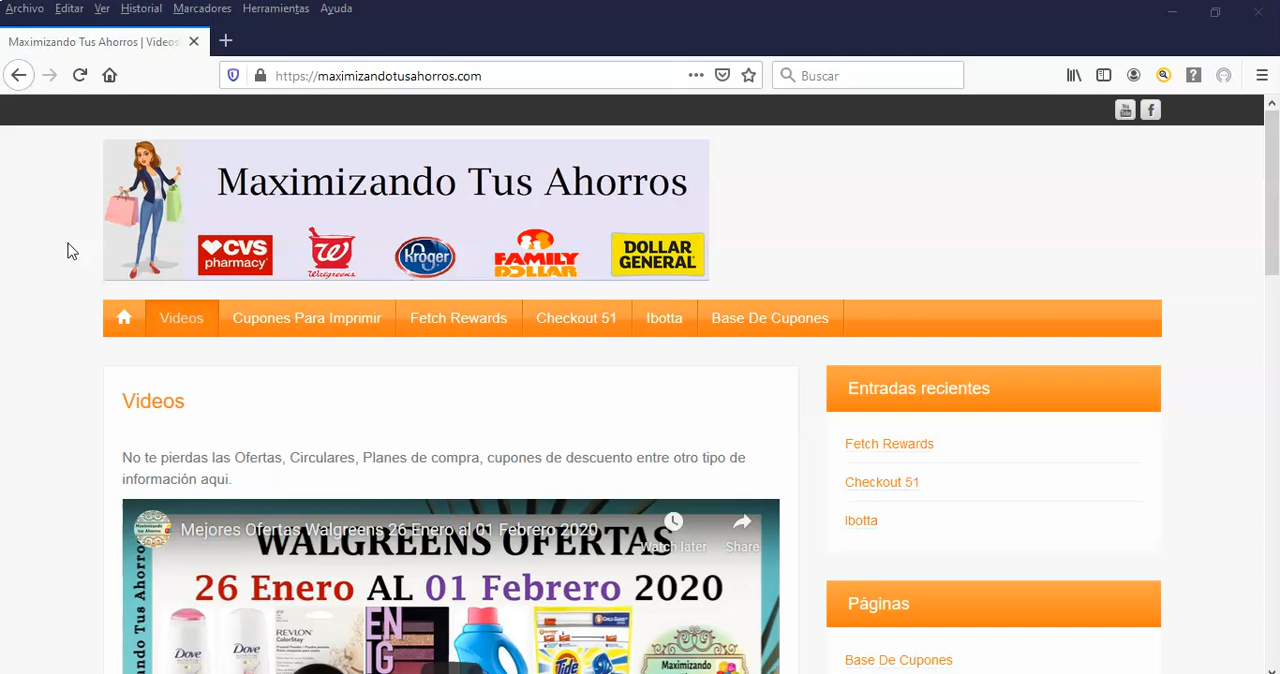 Archivo Editar Ver Historial Marcadores Herramientas Ayuda
Maximizando Tus Ahorros | Videos
https://maximizandotusahorros.com
Buscar
You Tube
Maximizando Tus Ahorros
CVS pharmacy
Walgreens
Kroger
FAMILY DOLLAR
DOLLAR GENERAL
Videos Cupones Para Imprimir Fetch Rewards Checkout 51 Ibotta Base De Cupones
Videos
No te pierdas las Ofertas, Circulares, Planes de compra, cupones de descuento entre otro tipo de
información aqui.
Mejores Ofertas Walgreens 26 Enero al 01 Febrero 2020
Watch later
Share
WALGREENS OFERTAS
26 Enero AL 01 Febrero 2020
Maximizando Tus Ahorros
Dove
Dove
REVLON
ColorStay
Tide
Maximizando
Entradas recientes
Fetch Rewards
Checkout 51
Ibotta
Páginas
Base De Cupones